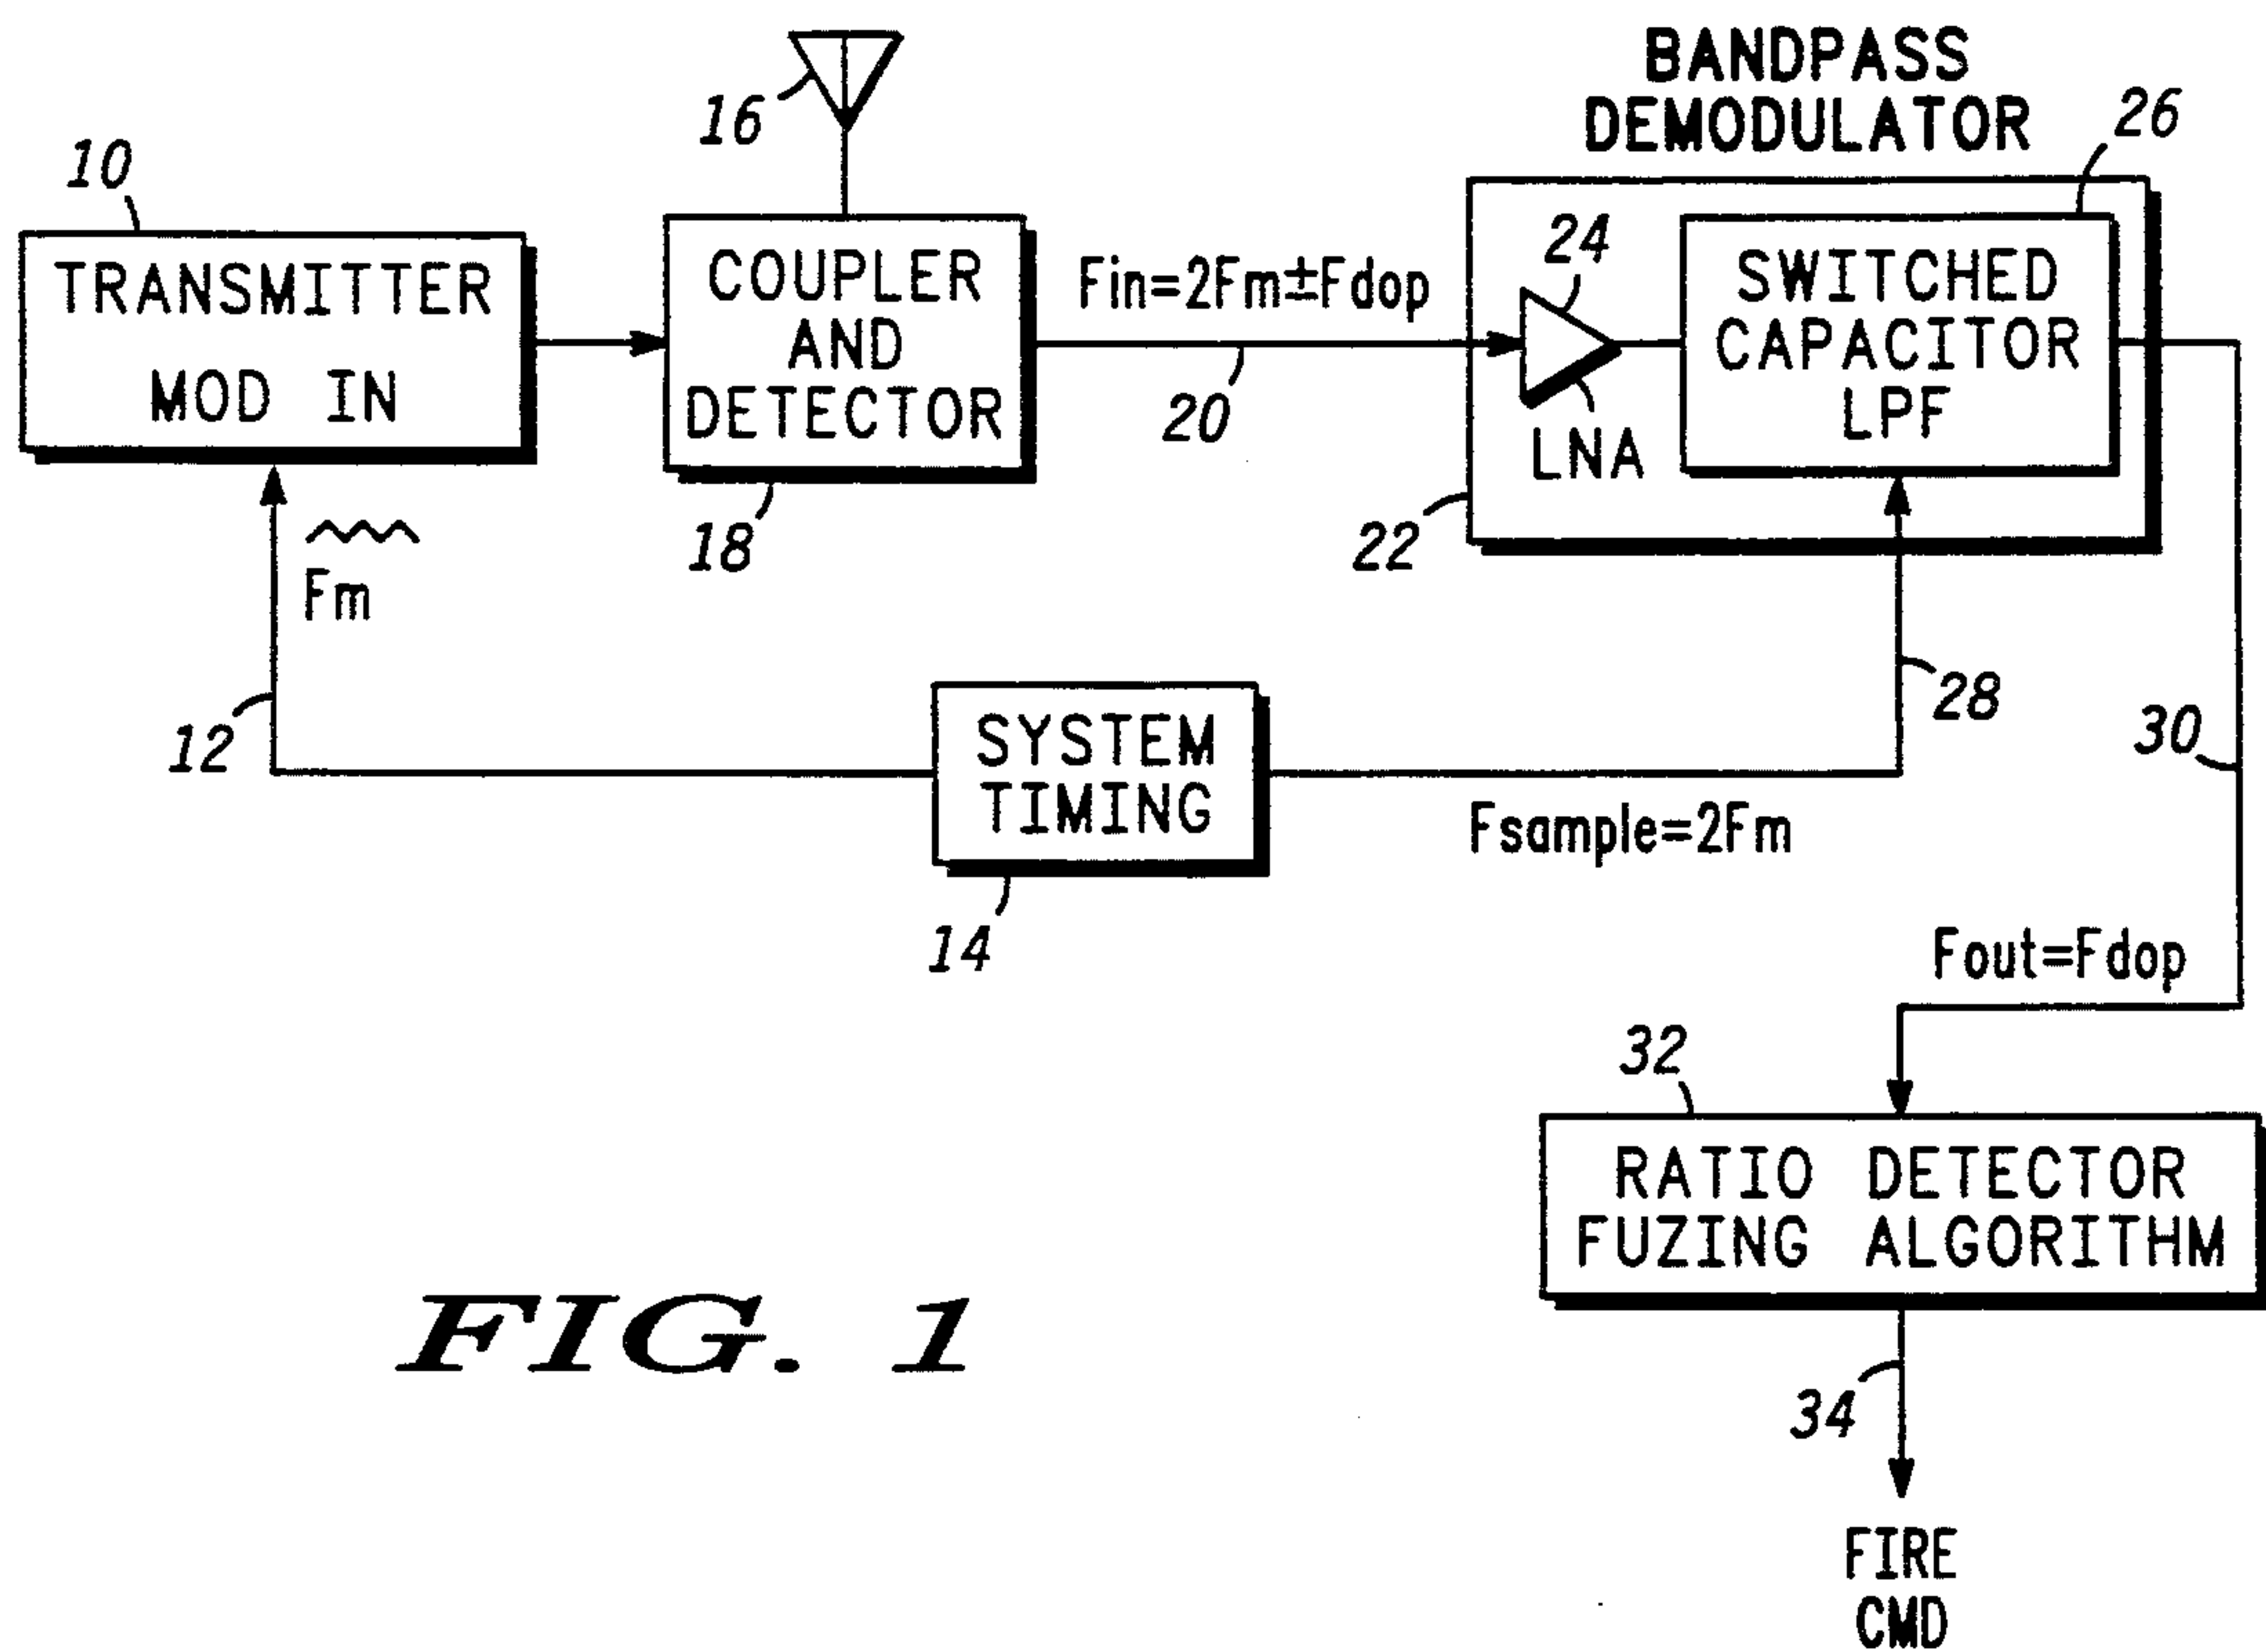 BANDPASS
DEMODULATOR
26
16
10
24
TRANSMITTER
MOD IN
COUPLER
AND
DETECTOR
Fin=2Fm±Fdop
SWITCHED
CAPACITOR
LPF
LNA
20
22
18
Fm
12
SYSTEM
TIMING
28
30
Fsample=2Fm
14
Fout=Fdop
32
RATIO DETECTOR
FUZING ALGORITHM
FIG. 1
34
FIRE
CMD